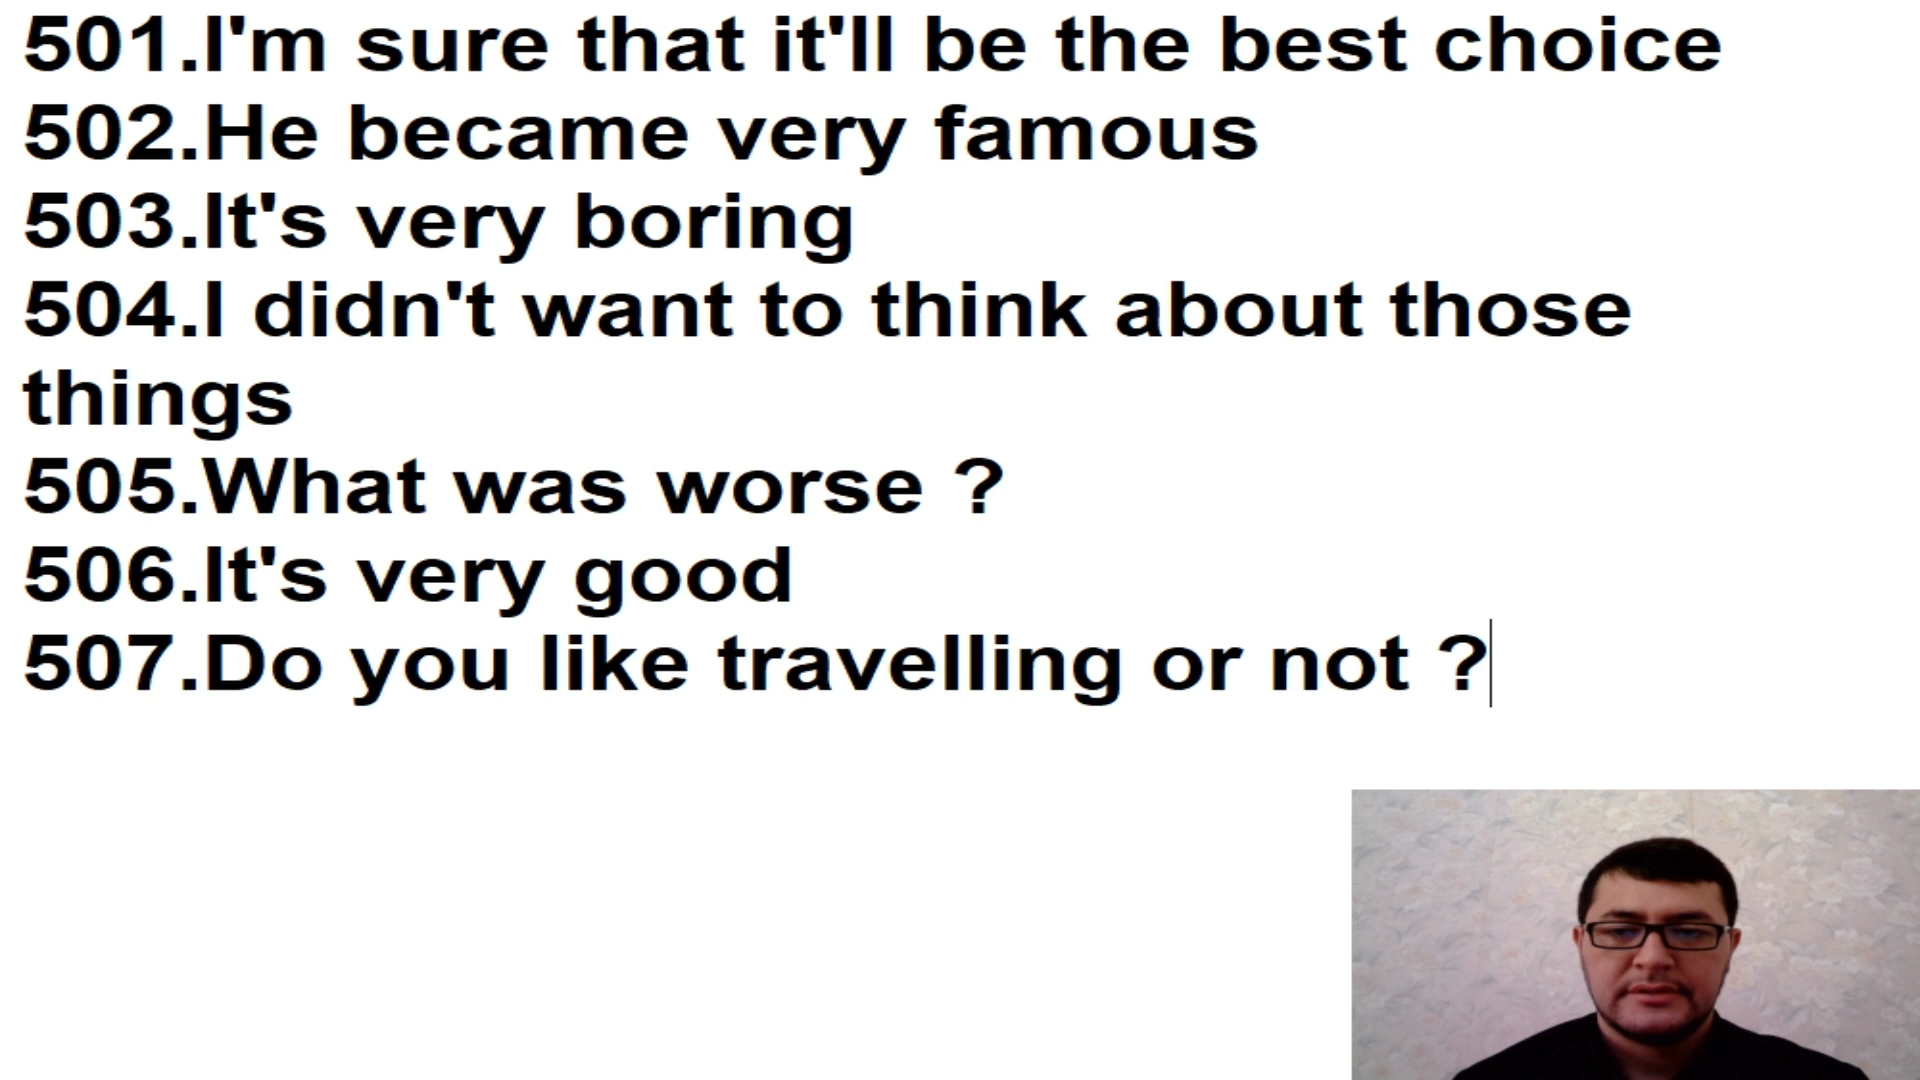 501.I'm sure that it'll be the best choice
502.He became very famous
503.It's very boring
504.I didn't want to think about those
things
505.What was worse ?
506.It's very good
507.Do you like travelling or not ?